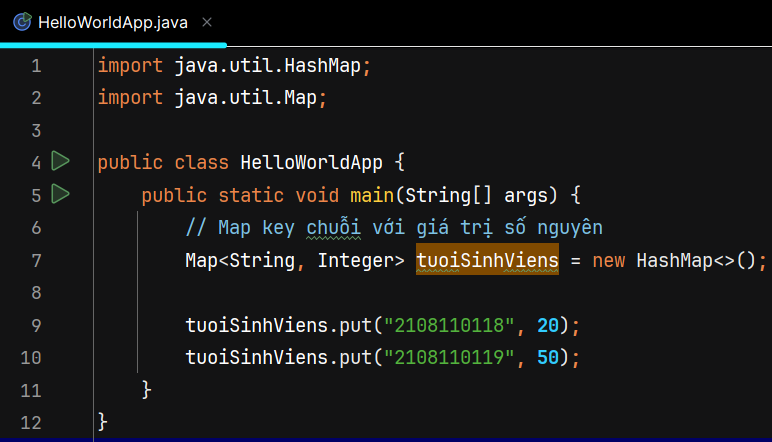 HelloWorldApp.java ×
1 import java.util.HashMap;
2 import java.util.Map;
3
4 public class HelloWorldApp {
5 public static void main(String[] args) {
6 // Map key chuỗi với giá trị số nguyên
7 Map<String, Integer> tuoiSinhViens = new HashMap<>();
8
9 tuoiSinhViens.put("2108110118", 20);
10 tuoiSinhViens.put("2108110119", 50);
11 }
12 }